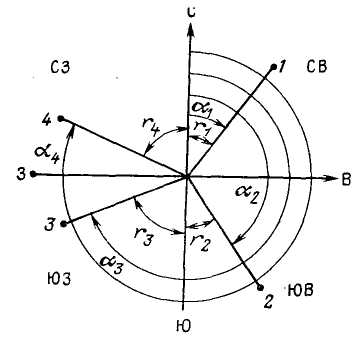 С
СЗ
1
СВ
α₁
r₁
r₄
4
α₄
З
α₂
В
3
r₃
r₂
α₃
ЮЗ
2
ЮВ
Ю